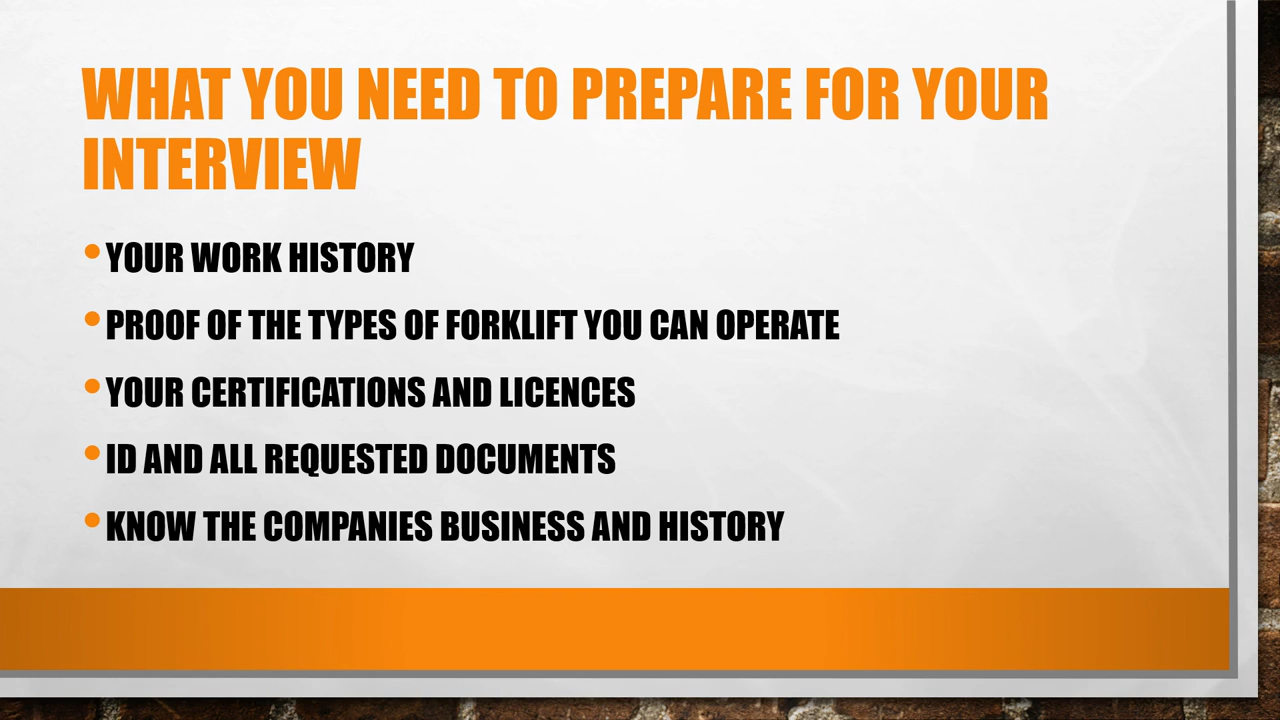 WHAT YOU NEED TO PREPARE FOR YOUR
INTERVIEW
•YOUR WORK HISTORY
•PROOF OF THE TYPES OF FORKLIFT YOU CAN OPERATE
•YOUR CERTIFICATIONS AND LICENCES
•ID AND ALL REQUESTED DOCUMENTS
•KNOW THE COMPANIES BUSINESS AND HISTORY